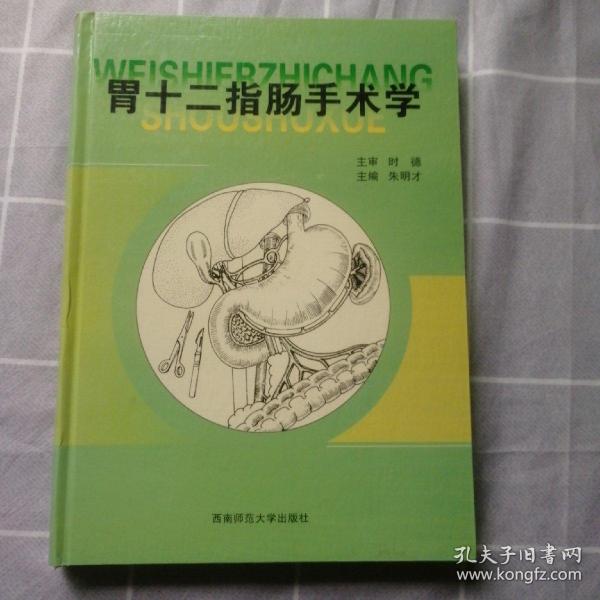 WEISHIERZHICHANG
胃十二指肠手术学
SHOUSHUXUE
主审 时 德
主编 朱明才
西南师范大学出版社
孔夫子旧书网
www.kongfz.com